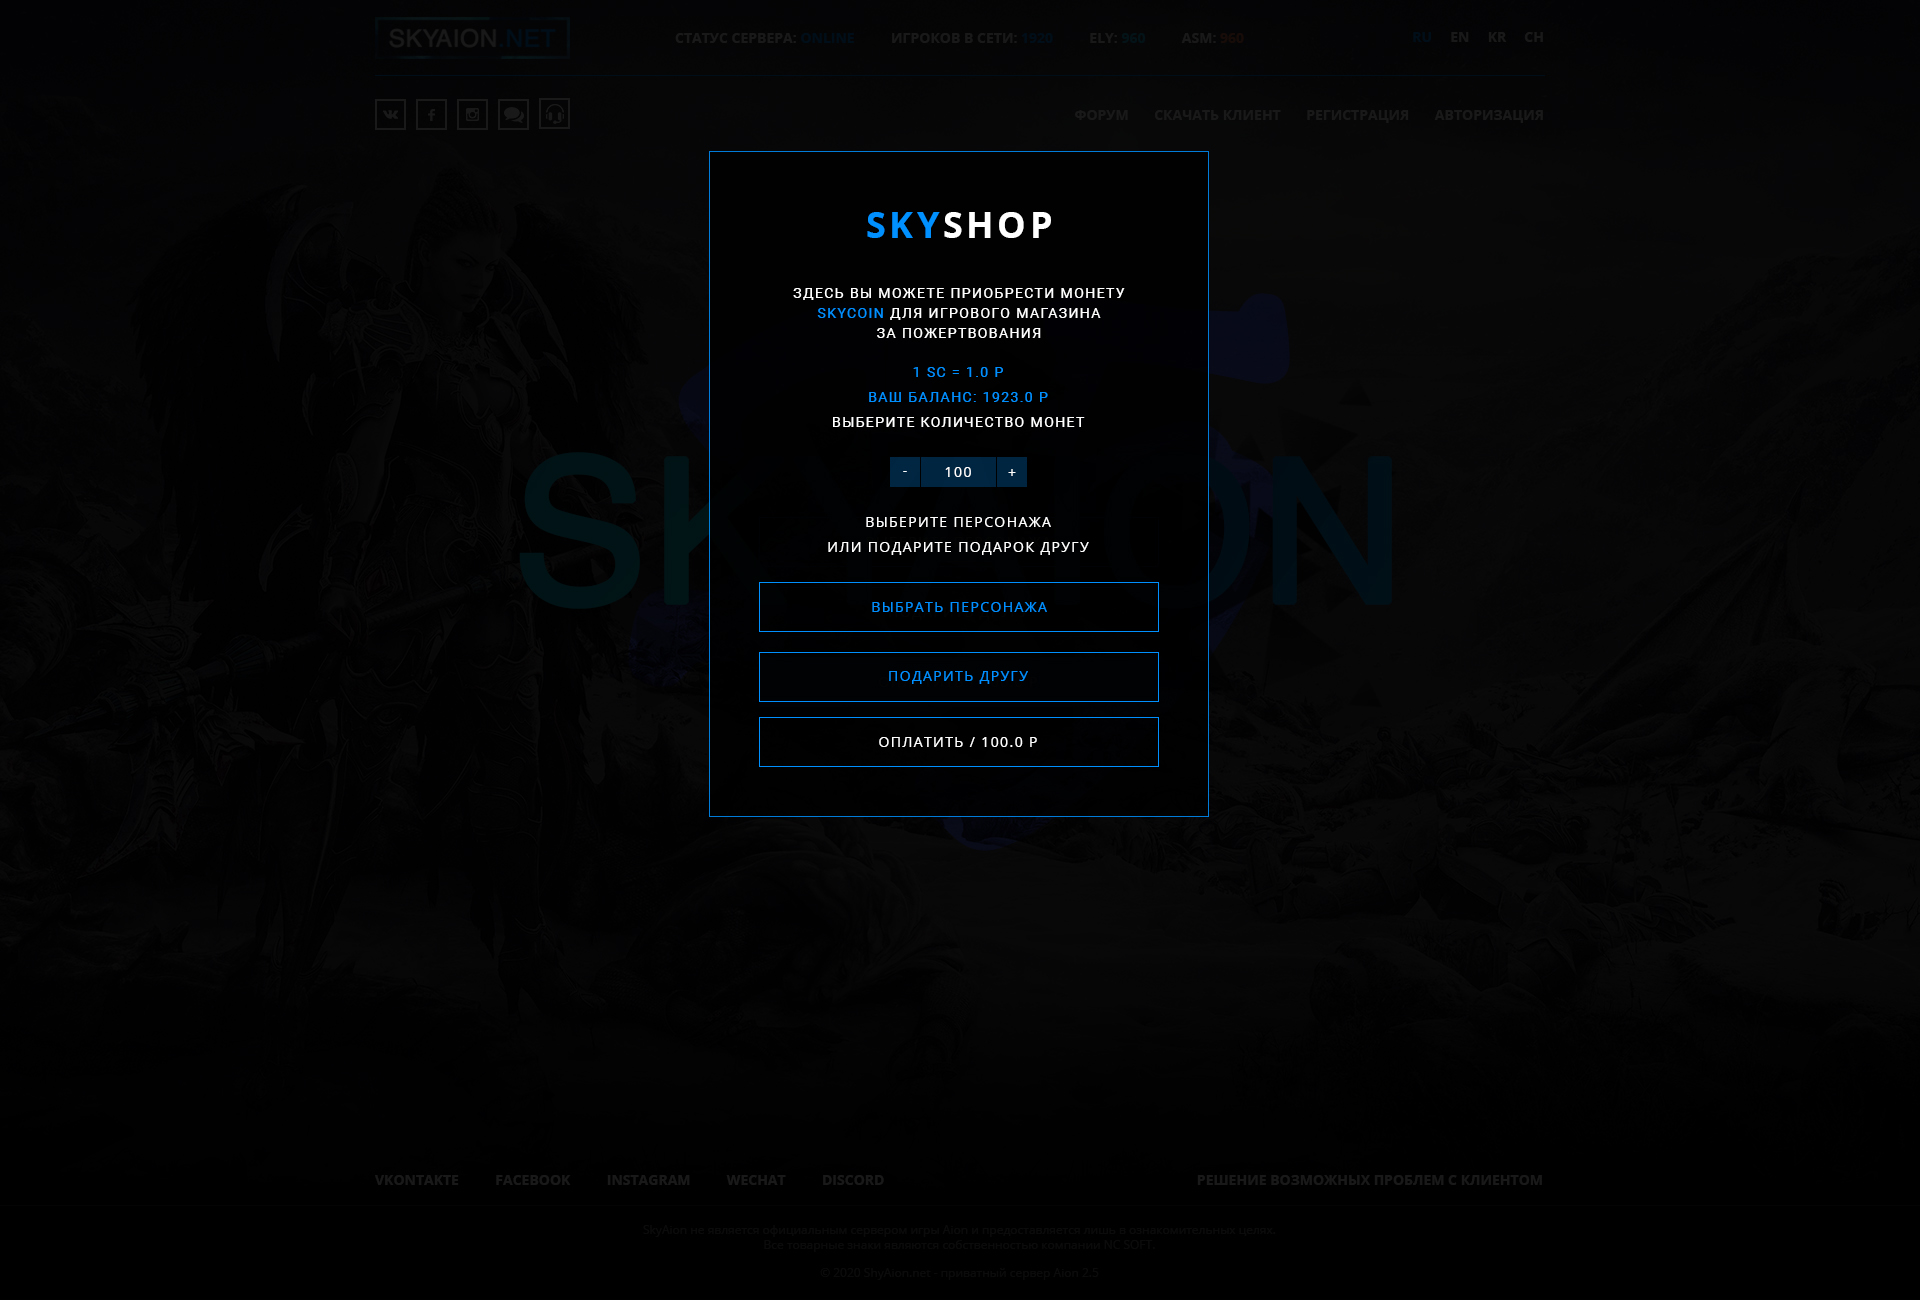 SKYAION.NET
СТАТУС СЕРВЕРА: ONLINE ИГРОКОВ В СЕТИ: 1920 ELY: 960 ASM: 960
RU EN KR CH
ФОРУМ СКАЧАТЬ КЛИЕНТ РЕГИСТРАЦИЯ АВТОРИЗАЦИЯ
SKYSHOP
ЗДЕСЬ ВЫ МОЖЕТЕ ПРИОБРЕСТИ МОНЕТУ
SKYCOIN ДЛЯ ИГРОВОГО МАГАЗИНА
ЗА ПОЖЕРТВОВАНИЯ
1 SC = 1.0 Р
ВАШ БАЛАНС: 1923.0 Р
ВЫБЕРИТЕ КОЛИЧЕСТВО МОНЕТ
- 100 +
ВЫБЕРИТЕ ПЕРСОНАЖА
ИЛИ ПОДАРИТЕ ПОДАРОК ДРУГУ
ВЫБРАТЬ ПЕРСОНАЖА
ПОДАРИТЬ ДРУГУ
ОПЛАТИТЬ / 100.0 Р
SKYAION
VKONTAKTE FACEBOOK INSTAGRAM WECHAT DISCORD
РЕШЕНИЕ ВОЗМОЖНЫХ ПРОБЛЕМ С КЛИЕНТОМ
SkyAion не является официальным сервером игры Aion и предоставляется лишь в ознакомительных целях.
Все товарные знаки являются собственностью компании NC SOFT.
© 2020 ShyAion.net - приватный сервер Aion 2.5